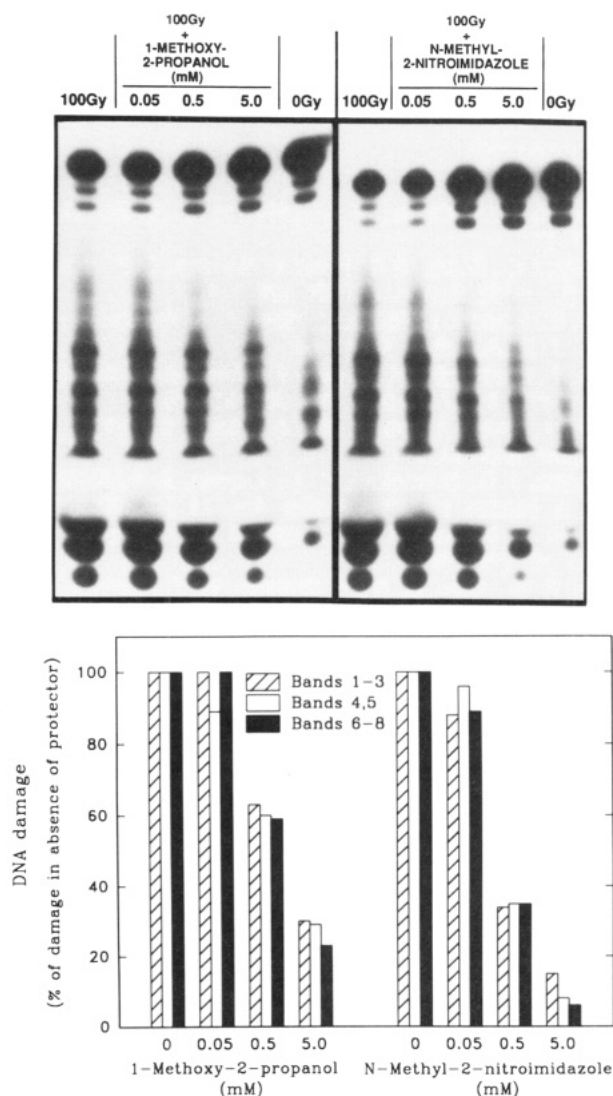 100Gy
+
1-METHOXY-
2-PROPANOL
(mM)
100Gy 0.05 0.5 5.0 0Gy
100Gy
+
N-METHYL-
2-NITROIMIDAZOLE
(mM)
100Gy 0.05 0.5 5.0 0Gy
DNA damage
(% of damage in absence of protector)
100
80
60
40
20
0
Bands 1-3
Bands 4,5
Bands 6-8
0 0.05 0.5 5.0 0 0.05 0.5 5.0
1-Methoxy-2-propanol N-Methyl-2-nitroimidazole
(mM) (mM)